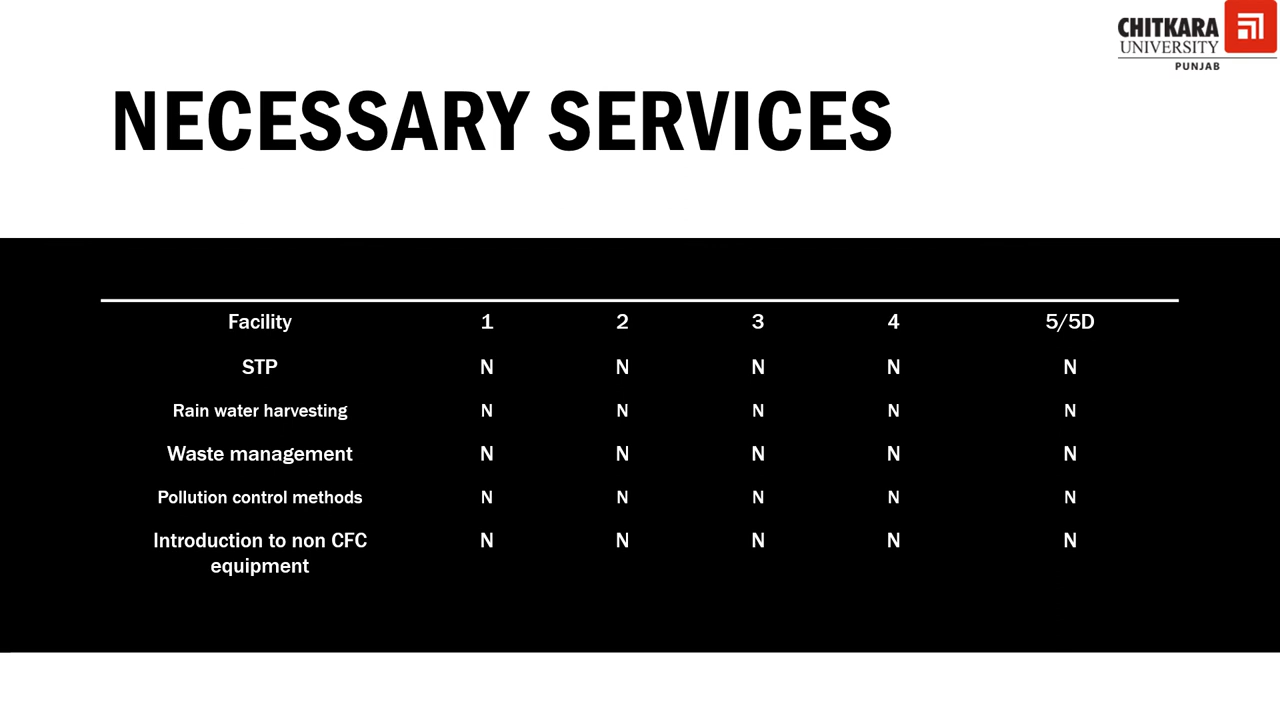 CHITKARA
UNIVERSITY
PUNJAB
NECESSARY SERVICES
Facility 1 2 3 4 5/5D
STP N N N N N
Rain water harvesting N N N N N
Waste management N N N N N
Pollution control methods N N N N N
Introduction to non CFC N N N N N
equipment